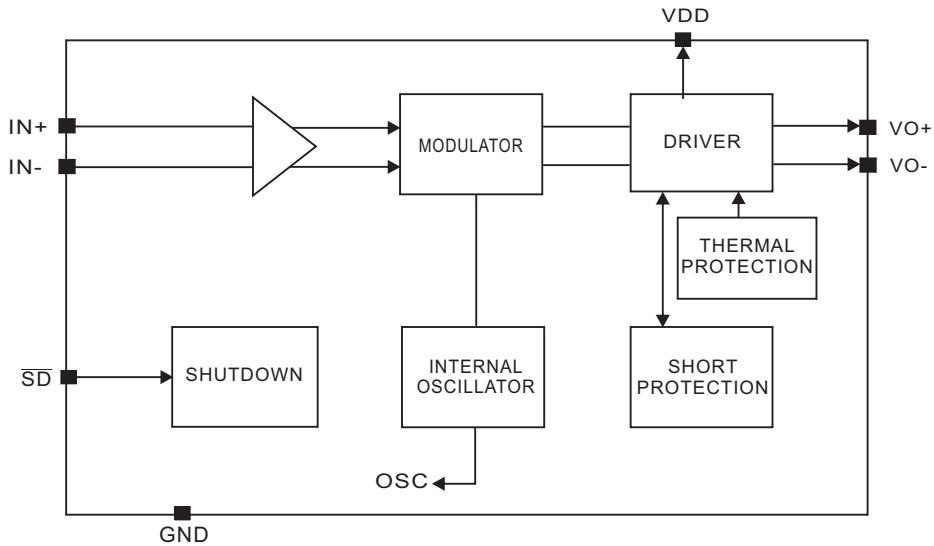 VDD
IN+
IN-
MODULATOR
DRIVER
VO+
VO-
THERMAL
PROTECTION
SD
SHUTDOWN
INTERNAL
OSCILLATOR
SHORT
PROTECTION
OSC
GND